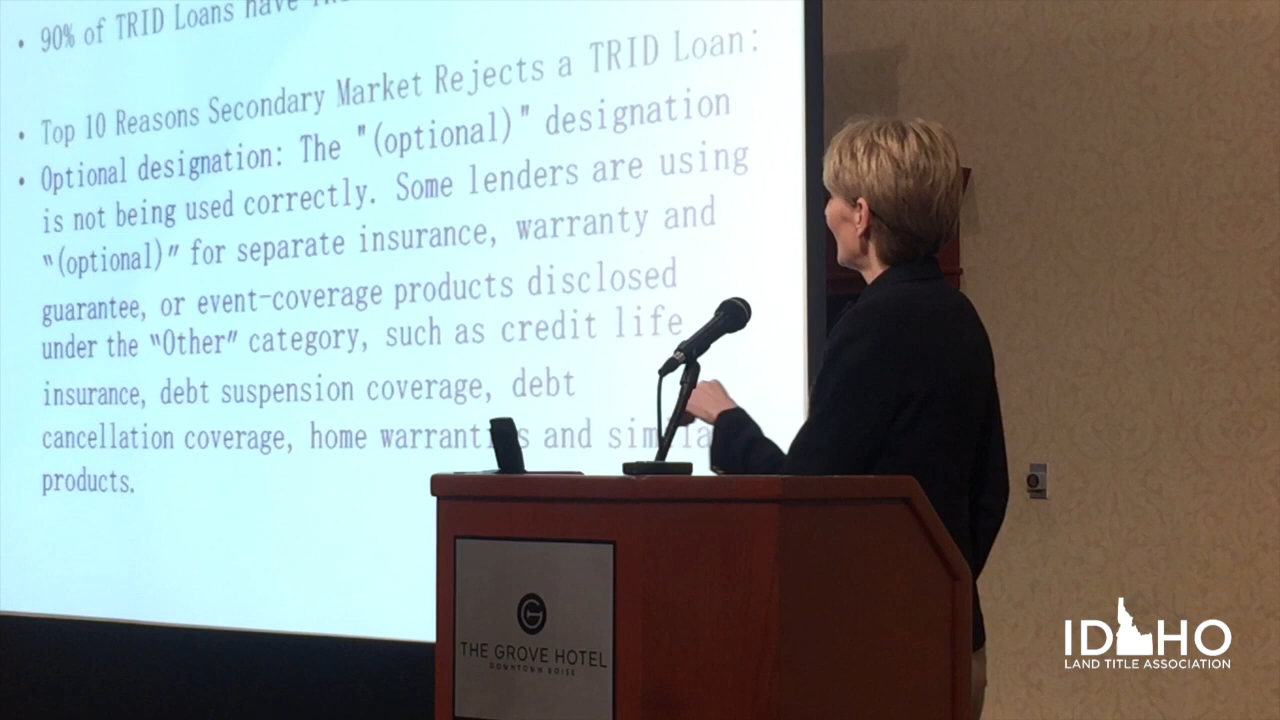 • 90% of TRID Loans have
• Top 10 Reasons Secondary Market Rejects a TRID Loan:
• Optional designation: The "(optional)" designation
is not being used correctly. Some lenders are using
"(optional)" for separate insurance, warranty and
guarantee, or event-coverage products disclosed
under the "Other" category, such as credit life
insurance, debt suspension coverage, debt
cancellation coverage, home and
products.
G
THE GROVE HOTEL
DOWNTOWN BOISE
IDAHO
LAND TITLE ASSOCIATION